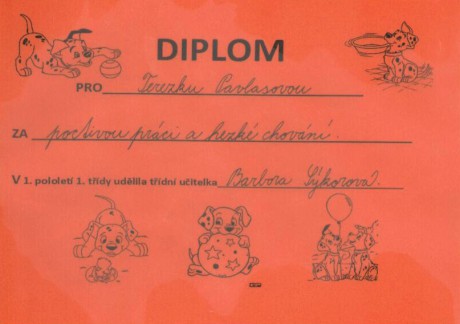 DIPLOM
PRO Terezku Pavlasovou
ZA poctivou práci a hezké chování.
V 1. pololetí 1. třídy udělila třídní učitelka Barbora Sýkorová.